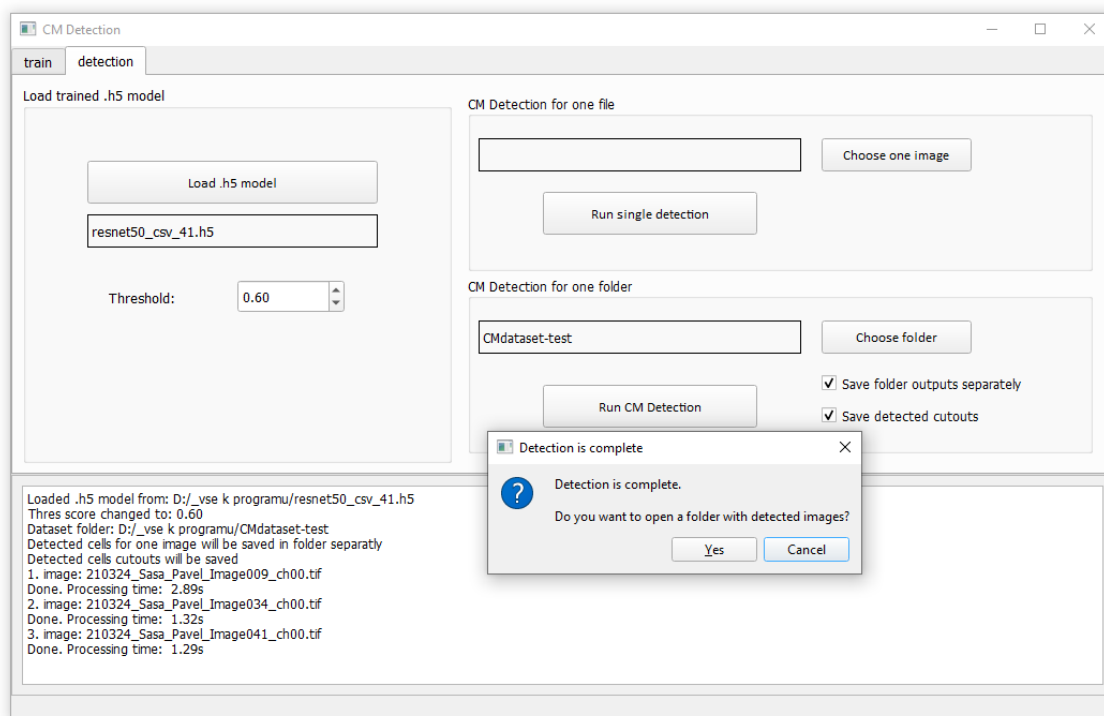 CM Detection
train
detection
Load trained .h5 model
Load .h5 model
resnet50_csv_41.h5
Threshold:
0.60
CM Detection for one file
Choose one image
Run single detection
CM Detection for one folder
CMdataset-test
Choose folder
Save folder outputs separately
Run CM Detection
Save detected cutouts
Detection is complete
Detection is complete.
Do you want to open a folder with detected images?
Yes
Cancel
Loaded .h5 model from: D:/_vse k programu/resnet50_csv_41.h5
Thres score changed to: 0.60
Dataset folder: D:/_vse k programu/CMdataset-test
Detected cells for one image will be saved in folder separatly
Detected cells cutouts will be saved
1. image: 210324_Sasa_Pavel_Image009_ch00.tif
Done. Processing time:  2.89s
2. image: 210324_Sasa_Pavel_Image034_ch00.tif
Done. Processing time:  1.32s
3. image: 210324_Sasa_Pavel_Image041_ch00.tif
Done. Processing time:  1.29s